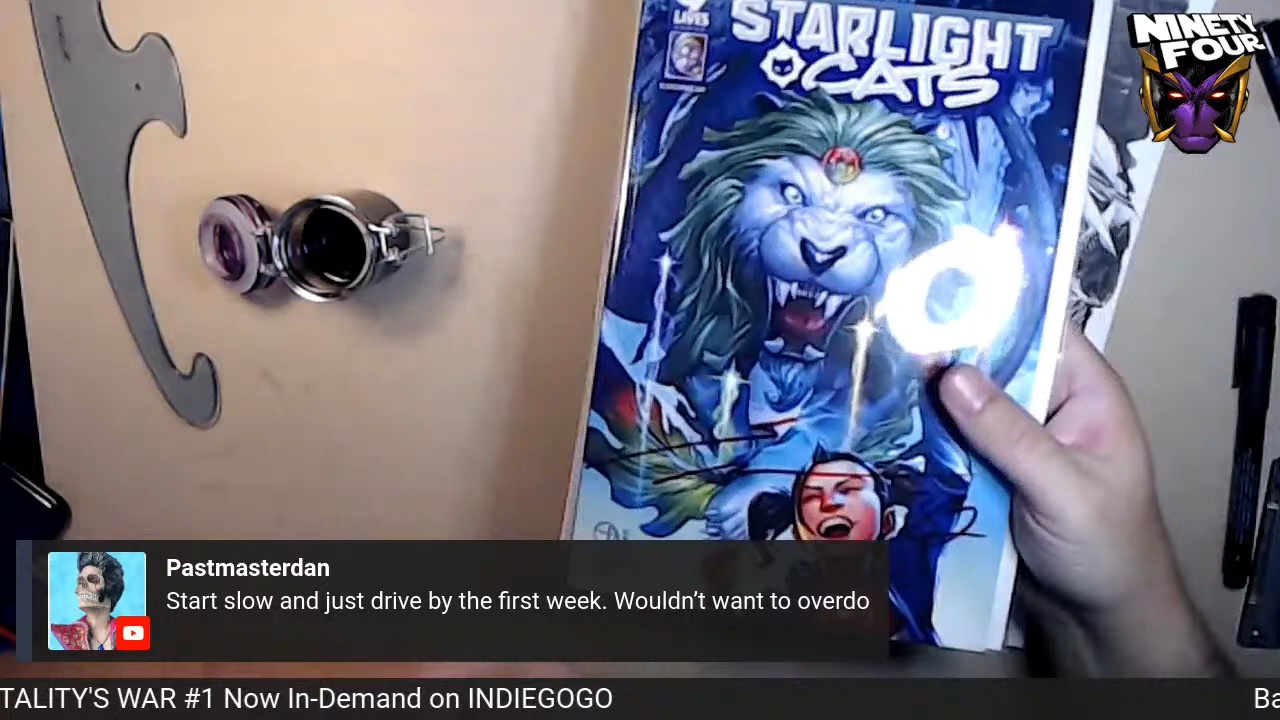 LIVES
STARLIGHT
CATS
NINETY
FOUR
Pastmasterdan
Start slow and just drive by the first week. Wouldn’t want to overdo
TALITY'S WAR #1 Now In-Demand on INDIEGOGO
Ba